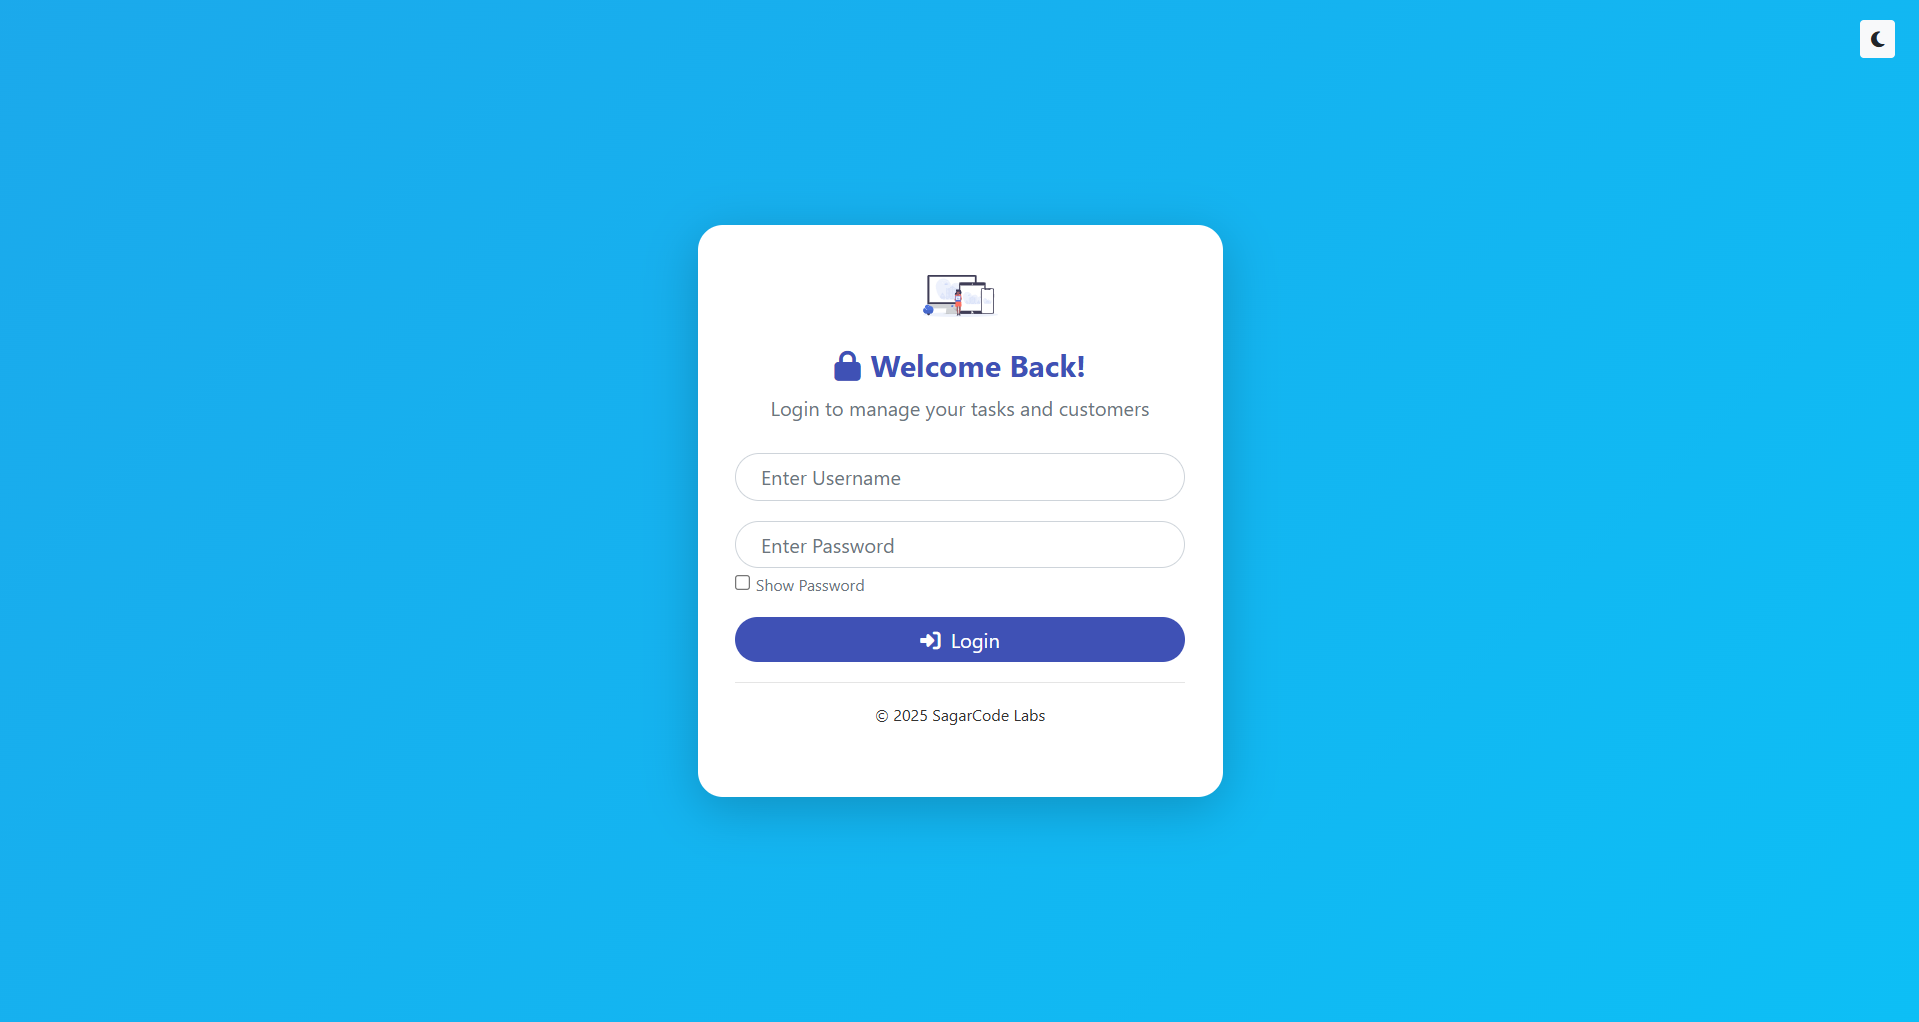 Welcome Back!
Login to manage your tasks and customers
Enter Username
Enter Password
Show Password
Login
© 2025 SagarCode Labs